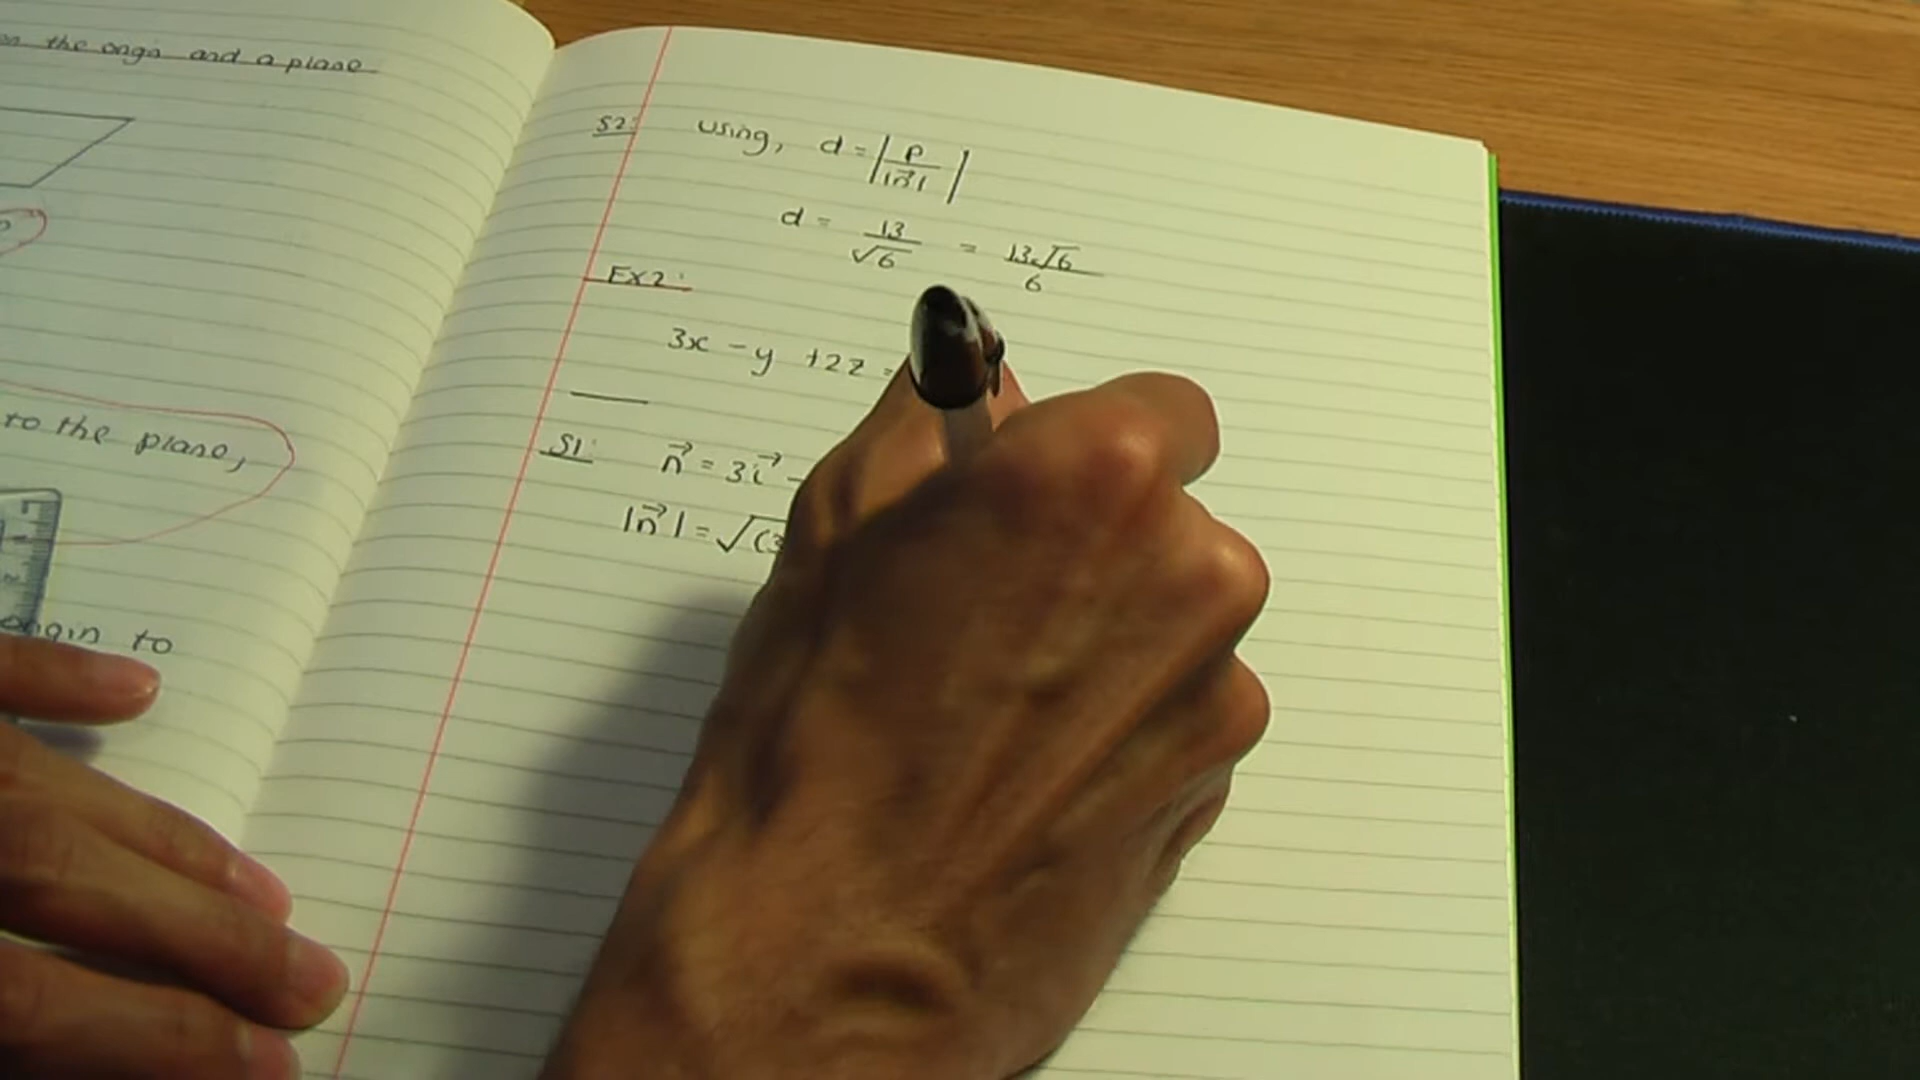 the origin and a plane
to the plane,
origin to
S2: using, d = |p/|n⃗||
d = 13/√6 = 13√6/6
Ex2:
3x - y + 2z =
S1: n⃗ = 3i⃗ -
|n⃗| = √(3